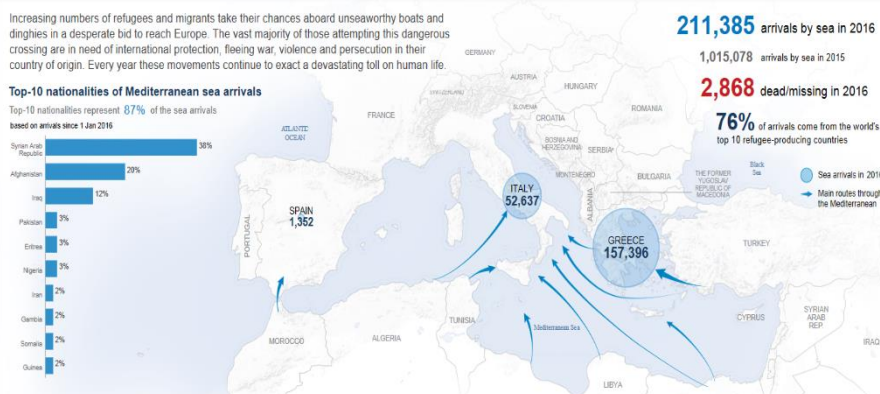 Increasing numbers of refugees and migrants take their chances aboard unseaworthy boats and
dinghies in a desperate bid to reach Europe. The vast majority of those attempting this dangerous
crossing are in need of international protection, fleeing war, violence and persecution in their
country of origin. Every year these movements continue to exact a devastating toll on human life.
Top-10 nationalities of Mediterranean sea arrivals
Top-10 nationalities represent 87% of the sea arrivals
based on arrivals since 1 Jan 2016
Syrian Arab
Republic
38%
Afghanistan
20%
Iraq
12%
Pakistan
3%
Eritrea
3%
Nigeria
3%
Iran
2%
Gambia
2%
Somalia
2%
Guinea
2%
211,385 arrivals by sea in 2016
1,015,078 arrivals by sea in 2015
2,868 dead/missing in 2016
76% of arrivals come from the world's
top 10 refugee-producing countries
Sea arrivals in 2016
Main routes through
the Mediterranean
GERMANY
AUSTRIA
SWITZERLAND
HUNGARY
SLOVENIA
CROATIA
ROMANIA
FRANCE
BOSNIA AND
HERZEGOVINA
SERBIA
ATLANTIC
OCEAN
MONTENEGRO
BULGARIA
THE FORMER
YUGOSLAV
REPUBLIC OF
MACEDONIA
Black
Sea
ALBANIA
ITALY
52,637
SPAIN
1,352
PORTUGAL
GREECE
157,396
TURKEY
CYPRUS
SYRIAN
ARAB
REP.
IRAQ
Mediterranean Sea
TUNISIA
MOROCCO
ALGERIA
LIBYA